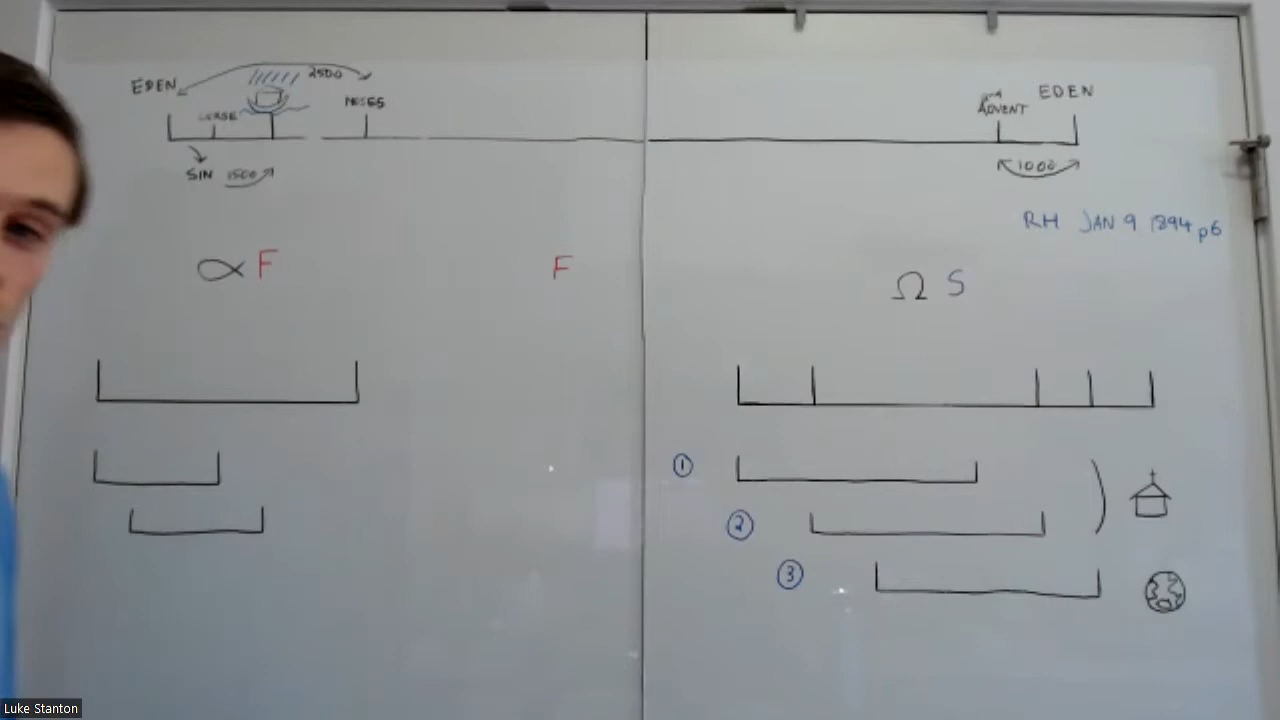 EDEN
2500
MOSES
CURSE
SIN 1500
ADVENT
EDEN
1000
RH JAN 9 1894 p6
∝ F
F
Ω S
①
②
③
Luke Stanton